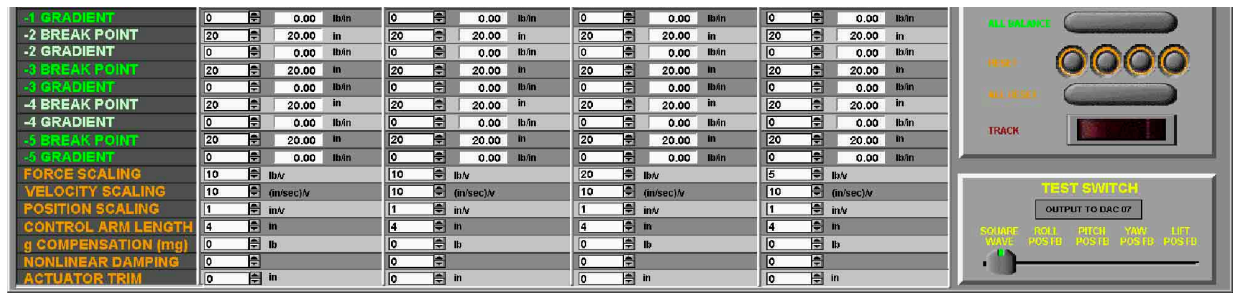 -1 GRADIENT 0 0.00 lb/in 0 0.00 lb/in 0 0.00 lb/in 0 0.00 lb/in
-2 BREAK POINT 20 20.00 in 20 20.00 in 20 20.00 in 20 20.00 in
-2 GRADIENT 0 0.00 lb/in 0 0.00 lb/in 0 0.00 lb/in 0 0.00 lb/in
-3 BREAK POINT 20 20.00 in 20 20.00 in 20 20.00 in 20 20.00 in
-3 GRADIENT 0 0.00 lb/in 0 0.00 lb/in 0 0.00 lb/in 0 0.00 lb/in
-4 BREAK POINT 20 20.00 in 20 20.00 in 20 20.00 in 20 20.00 in
-4 GRADIENT 0 0.00 lb/in 0 0.00 lb/in 0 0.00 lb/in 0 0.00 lb/in
-5 BREAK POINT 20 20.00 in 20 20.00 in 20 20.00 in 20 20.00 in
-5 GRADIENT 0 0.00 lb/in 0 0.00 lb/in 0 0.00 lb/in 0 0.00 lb/in
FORCE SCALING 10 lb/v 10 lb/v 20 lb/v 5 lb/v
VELOCITY SCALING 10 (in/sec)/v 10 (in/sec)/v 10 (in/sec)/v 10 (in/sec)/v
POSITION SCALING 1 in/v 1 in/v 1 in/v 1 in/v
CONTROL ARM LENGTH 4 in 4 in 4 in 4 in
g COMPENSATION (mg) 0 lb 0 lb 0 lb 0 lb
NONLINEAR DAMPING 0 0 0 0
ACTUATOR TRIM 0 in 0 in 0 in 0 in
ALL BALANCE
TRACK
TEST SWITCH
OUTPUT TO DAC 07
SQUARE ROLL PITCH YAW LIFT
WAVE POS FB POS FB POS FB POS FB